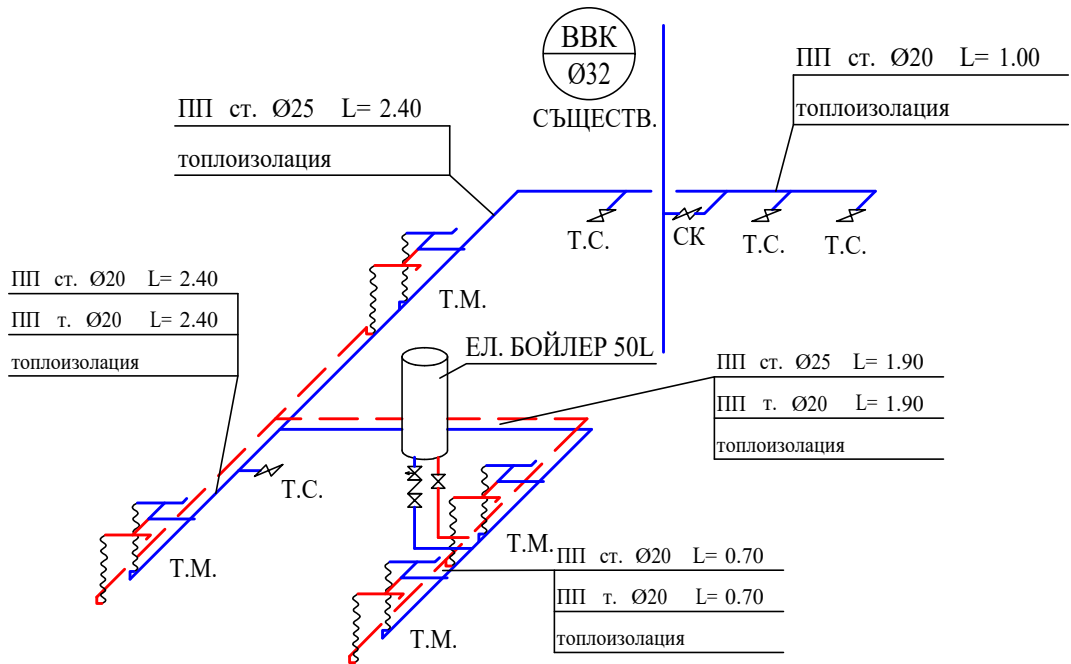 ВВК
Ø32
СЪЩЕСТВ.
ПП ст. Ø20 L= 1.00
топлоизолация
ПП ст. Ø25 L= 2.40
топлоизолация
Т.С.
СК
Т.С.
Т.С.
ПП ст. Ø20 L= 2.40
ПП т. Ø20 L= 2.40
топлоизолация
Т.М.
ЕЛ. БОЙЛЕР 50L
ПП ст. Ø25 L= 1.90
ПП т. Ø20 L= 1.90
топлоизолация
Т.С.
Т.М.
Т.М.
ПП ст. Ø20 L= 0.70
ПП т. Ø20 L= 0.70
топлоизолация
Т.М.